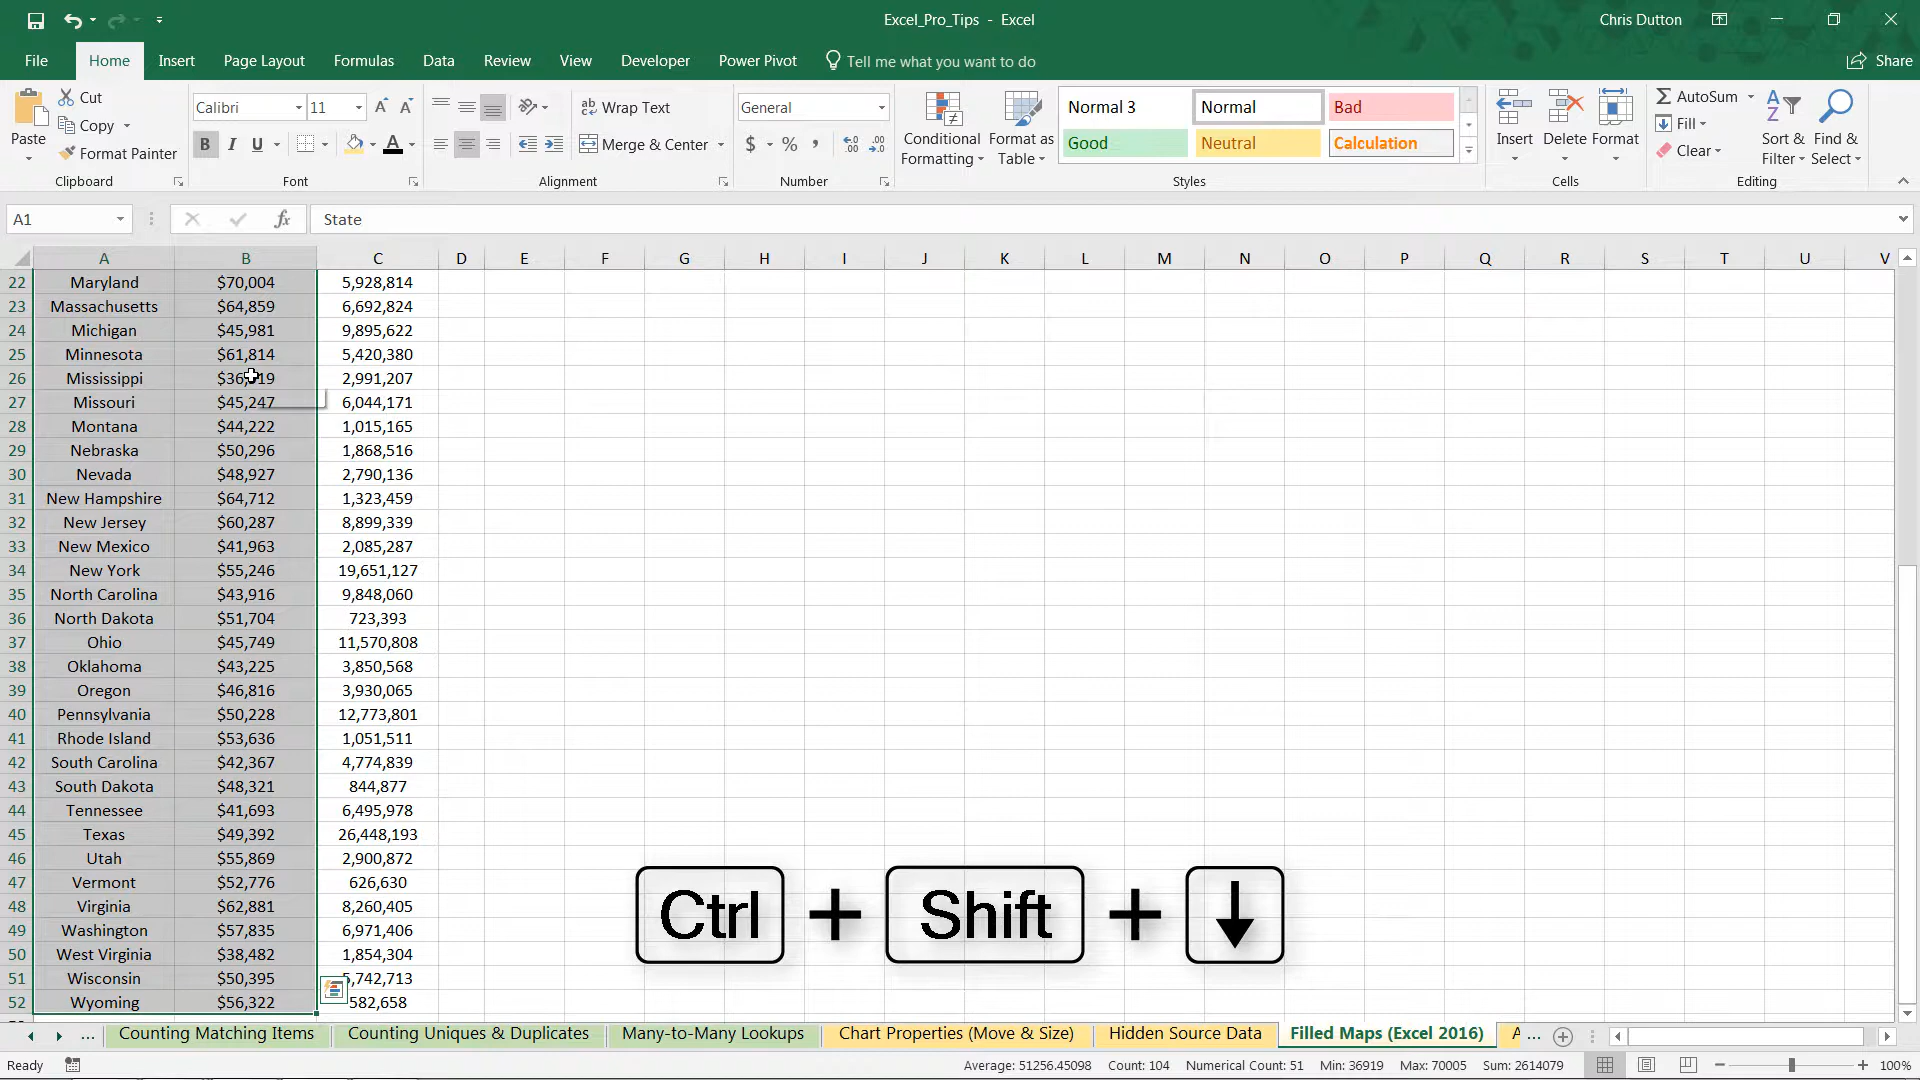 Excel_Pro_Tips - Excel
Chris Dutton
File Home Insert Page Layout Formulas Data Review View Developer Power Pivot Tell me what you want to do Share
Paste
Cut
Copy
Format Painter
Clipboard
Calibri 11
B I U A
Font
Wrap Text
Merge & Center
Alignment
General
$ % ,
Number
Conditional Formatting
Format as Table
Normal 3 Normal Bad
Good Neutral Calculation
Styles
Insert Delete Format
Cells
AutoSum
Fill
Clear
Sort & Filter
Find & Select
Editing
A1 fx State
A B C D E F G H I J K L M N O P Q R S T U V
22 Maryland $70,004 5,928,814
23 Massachusetts $64,859 6,692,824
24 Michigan $45,981 9,895,622
25 Minnesota $61,814 5,420,380
26 Mississippi 2,991,207
27 Missouri $45,247 6,044,171
28 Montana $44,222 1,015,165
29 Nebraska $50,296 1,868,516
30 Nevada $48,927 2,790,136
31 New Hampshire $64,712 1,323,459
32 New Jersey $60,287 8,899,339
33 New Mexico $41,963 2,085,287
34 New York $55,246 19,651,127
35 North Carolina $43,916 9,848,060
36 North Dakota $51,704 723,393
37 Ohio $45,749 11,570,808
38 Oklahoma $43,225 3,850,568
39 Oregon $46,816 3,930,065
40 Pennsylvania $50,228 12,773,801
41 Rhode Island $53,636 1,051,511
42 South Carolina $42,367 4,774,839
43 South Dakota $48,321 844,877
44 Tennessee $41,693 6,495,978
45 Texas $49,392 26,448,193
46 Utah $55,869 2,900,872
47 Vermont $52,776 626,630
48 Virginia $62,881 8,260,405
49 Washington $57,835 6,971,406
50 West Virginia $38,482 1,854,304
51 Wisconsin $50,395 5,742,713
52 Wyoming $56,322 582,658
Ctrl + Shift + ↓
... Counting Matching Items Counting Uniques & Duplicates Many-to-Many Lookups Chart Properties (Move & Size) Hidden Source Data Filled Maps (Excel 2016) ...
Ready Average: 51256.45098 Count: 104 Numerical Count: 51 Min: 36919 Max: 70005 Sum: 2614079 100%